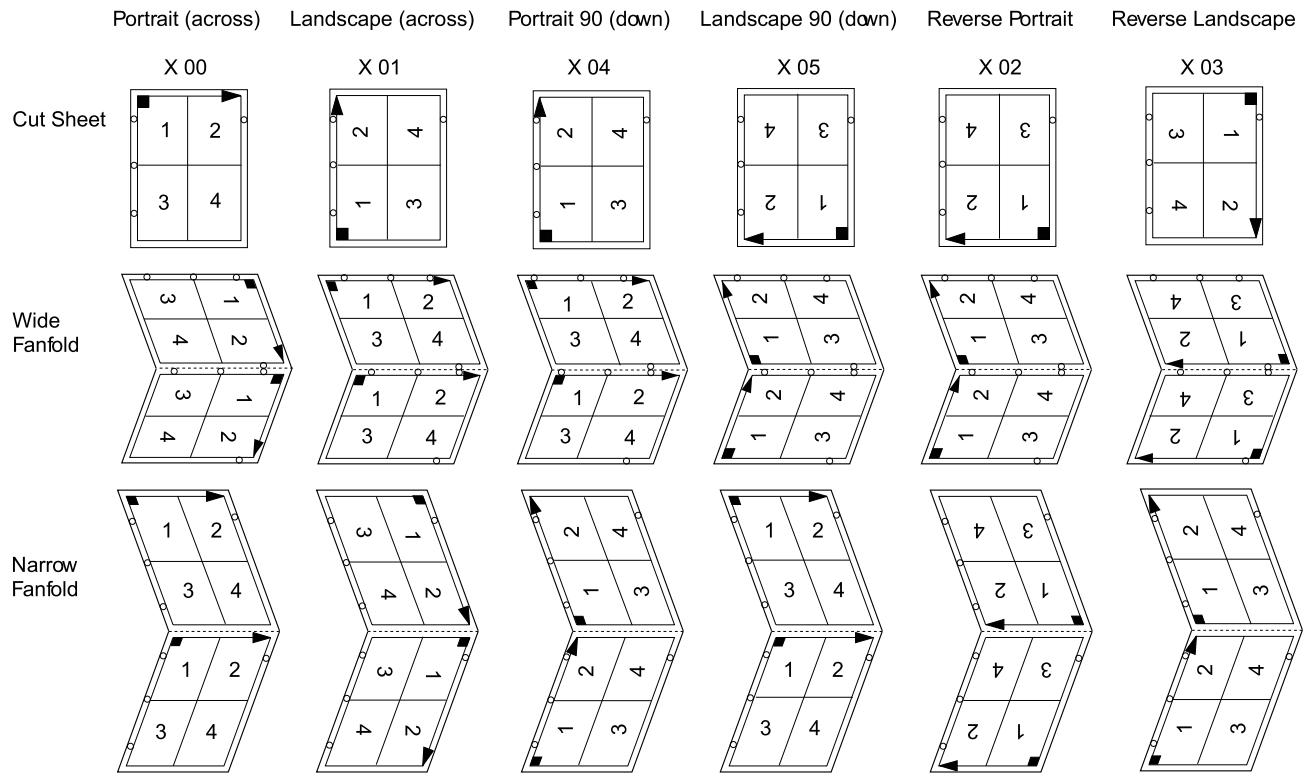 Portrait (across) Landscape (across) Portrait 90 (down) Landscape 90 (down) Reverse Portrait Reverse Landscape
X 00 X 01 X 04 X 05 X 02 X 03
Cut Sheet
1 2 2 4 2 4 4 3 4 3 3 1
3 4 1 3 1 3 2 1 2 1 4 2
Wide
Fanfold
3 1 1 2 1 2 2 4 2 4 4 3
4 2 3 4 3 4 1 3 1 3 2 1
3 1 1 2 1 2 2 4 2 4 4 3
4 2 3 4 3 4 1 3 1 3 2 1
Narrow
Fanfold
1 2 3 1 2 4 1 2 4 3 2 4
3 4 4 2 1 3 3 4 2 1 1 3
1 2 3 1 2 4 1 2 4 3 2 4
3 4 4 2 1 3 3 4 2 1 1 3